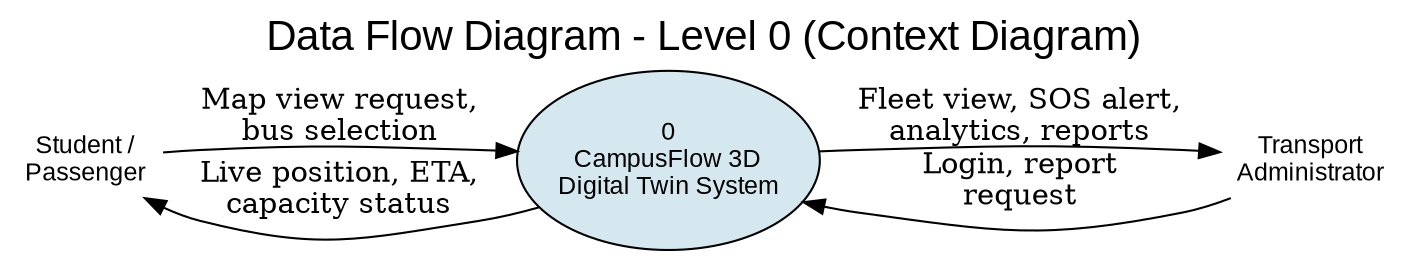 Data Flow Diagram - Level 0 (Context Diagram)
Map view request,
bus selection
Fleet view, SOS alert,
analytics, reports
Student /
Passenger
0
CampusFlow 3D
Digital Twin System
Transport
Administrator
Live position, ETA,
capacity status
Login, report
request